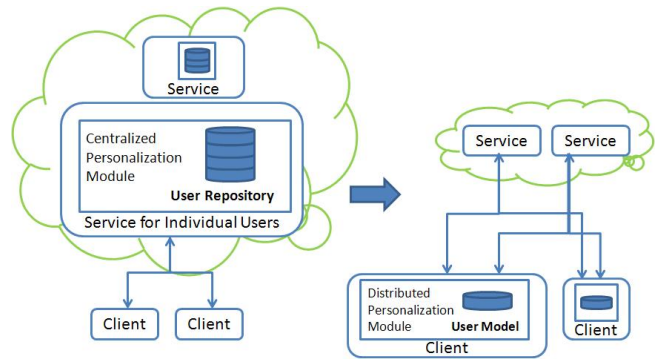 Service
Centralized
Personalization
Module
User Repository
Service for Individual Users
Client
Client
Service
Service
Distributed
Personalization
Module
User Model
Client
Client